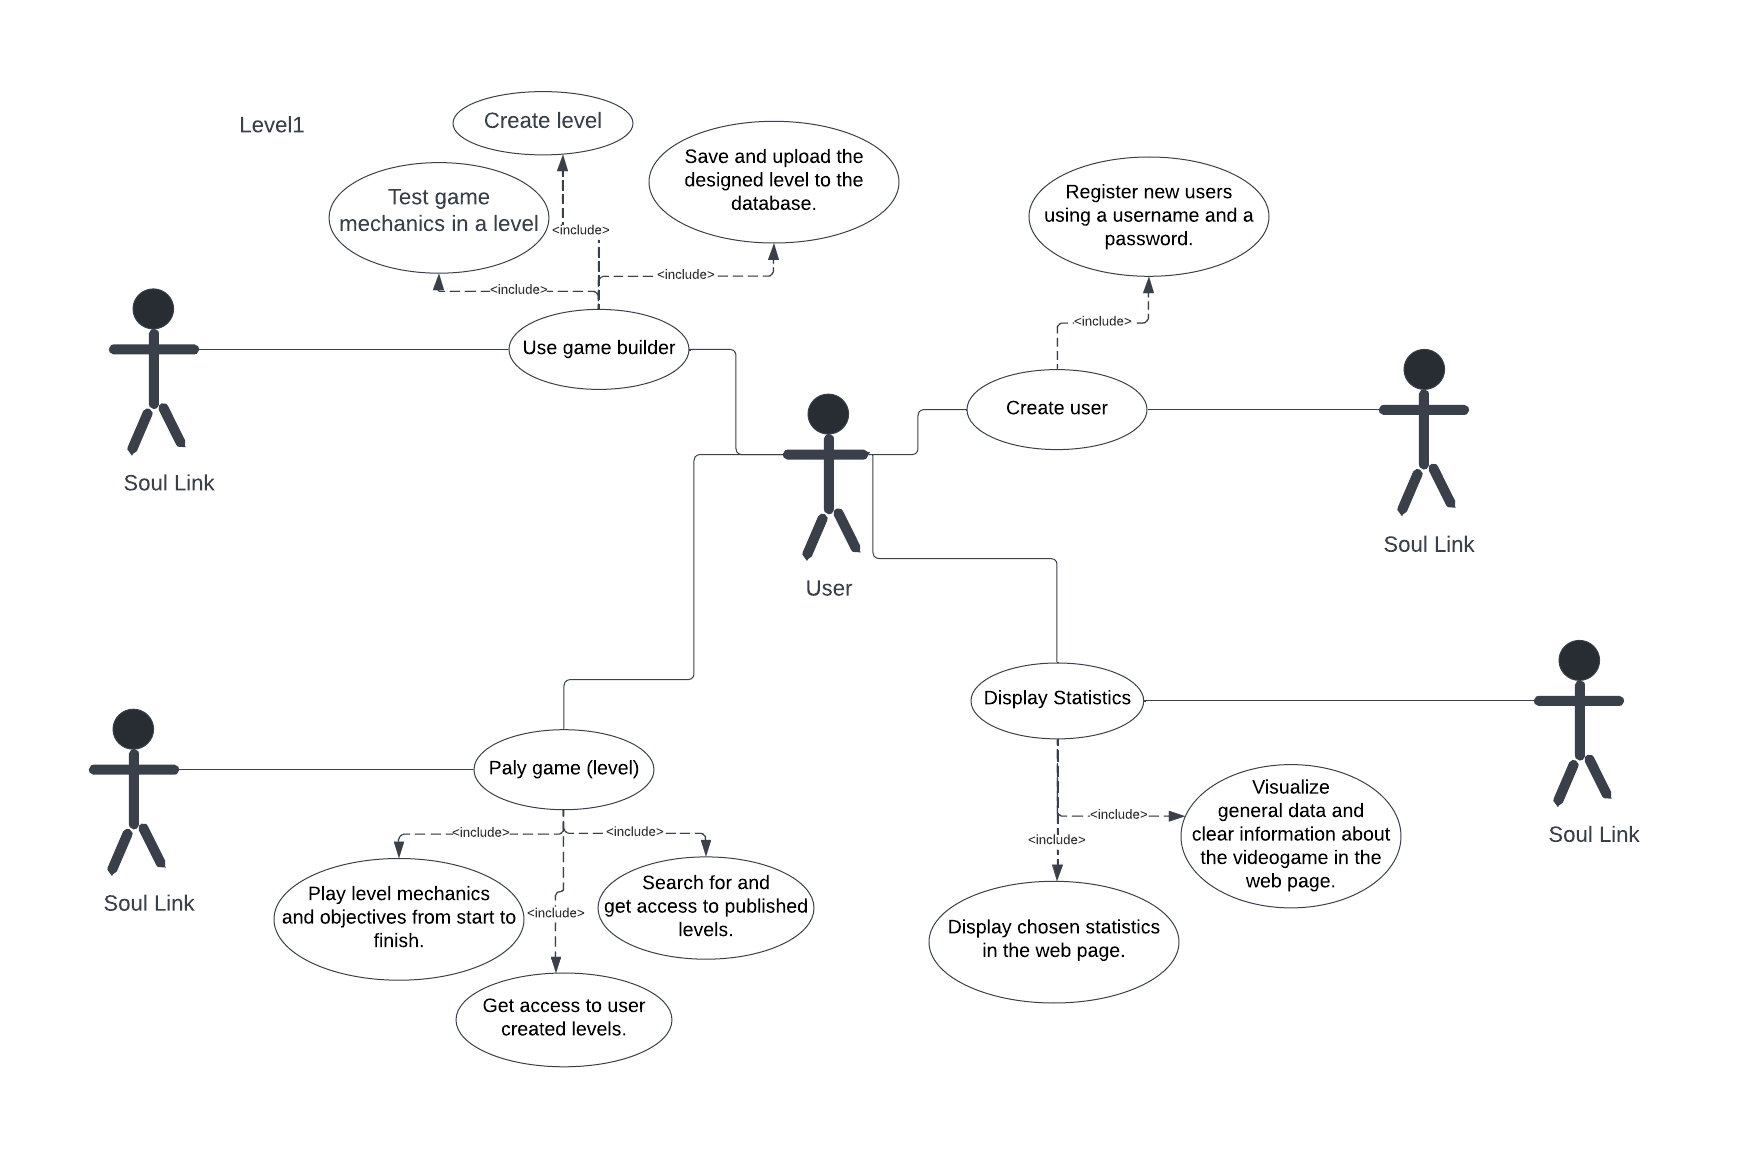 Level1
Create level
Test game
mechanics in a level
Save and upload the
designed level to the
database.
<include>
<include>
<include>
Use game builder
Soul Link
Register new users
using a username and a
password.
<include>
Create user
Soul Link
User
Display Statistics
Soul Link
<include>
<include>
Visualize
general data and
clear information about
the videogame in the
web page.
Display chosen statistics
in the web page.
Paly game (level)
Soul Link
<include>
<include>
<include>
Play level mechanics
and objectives from start to
finish.
Search for and
get access to published
levels.
Get access to user
created levels.